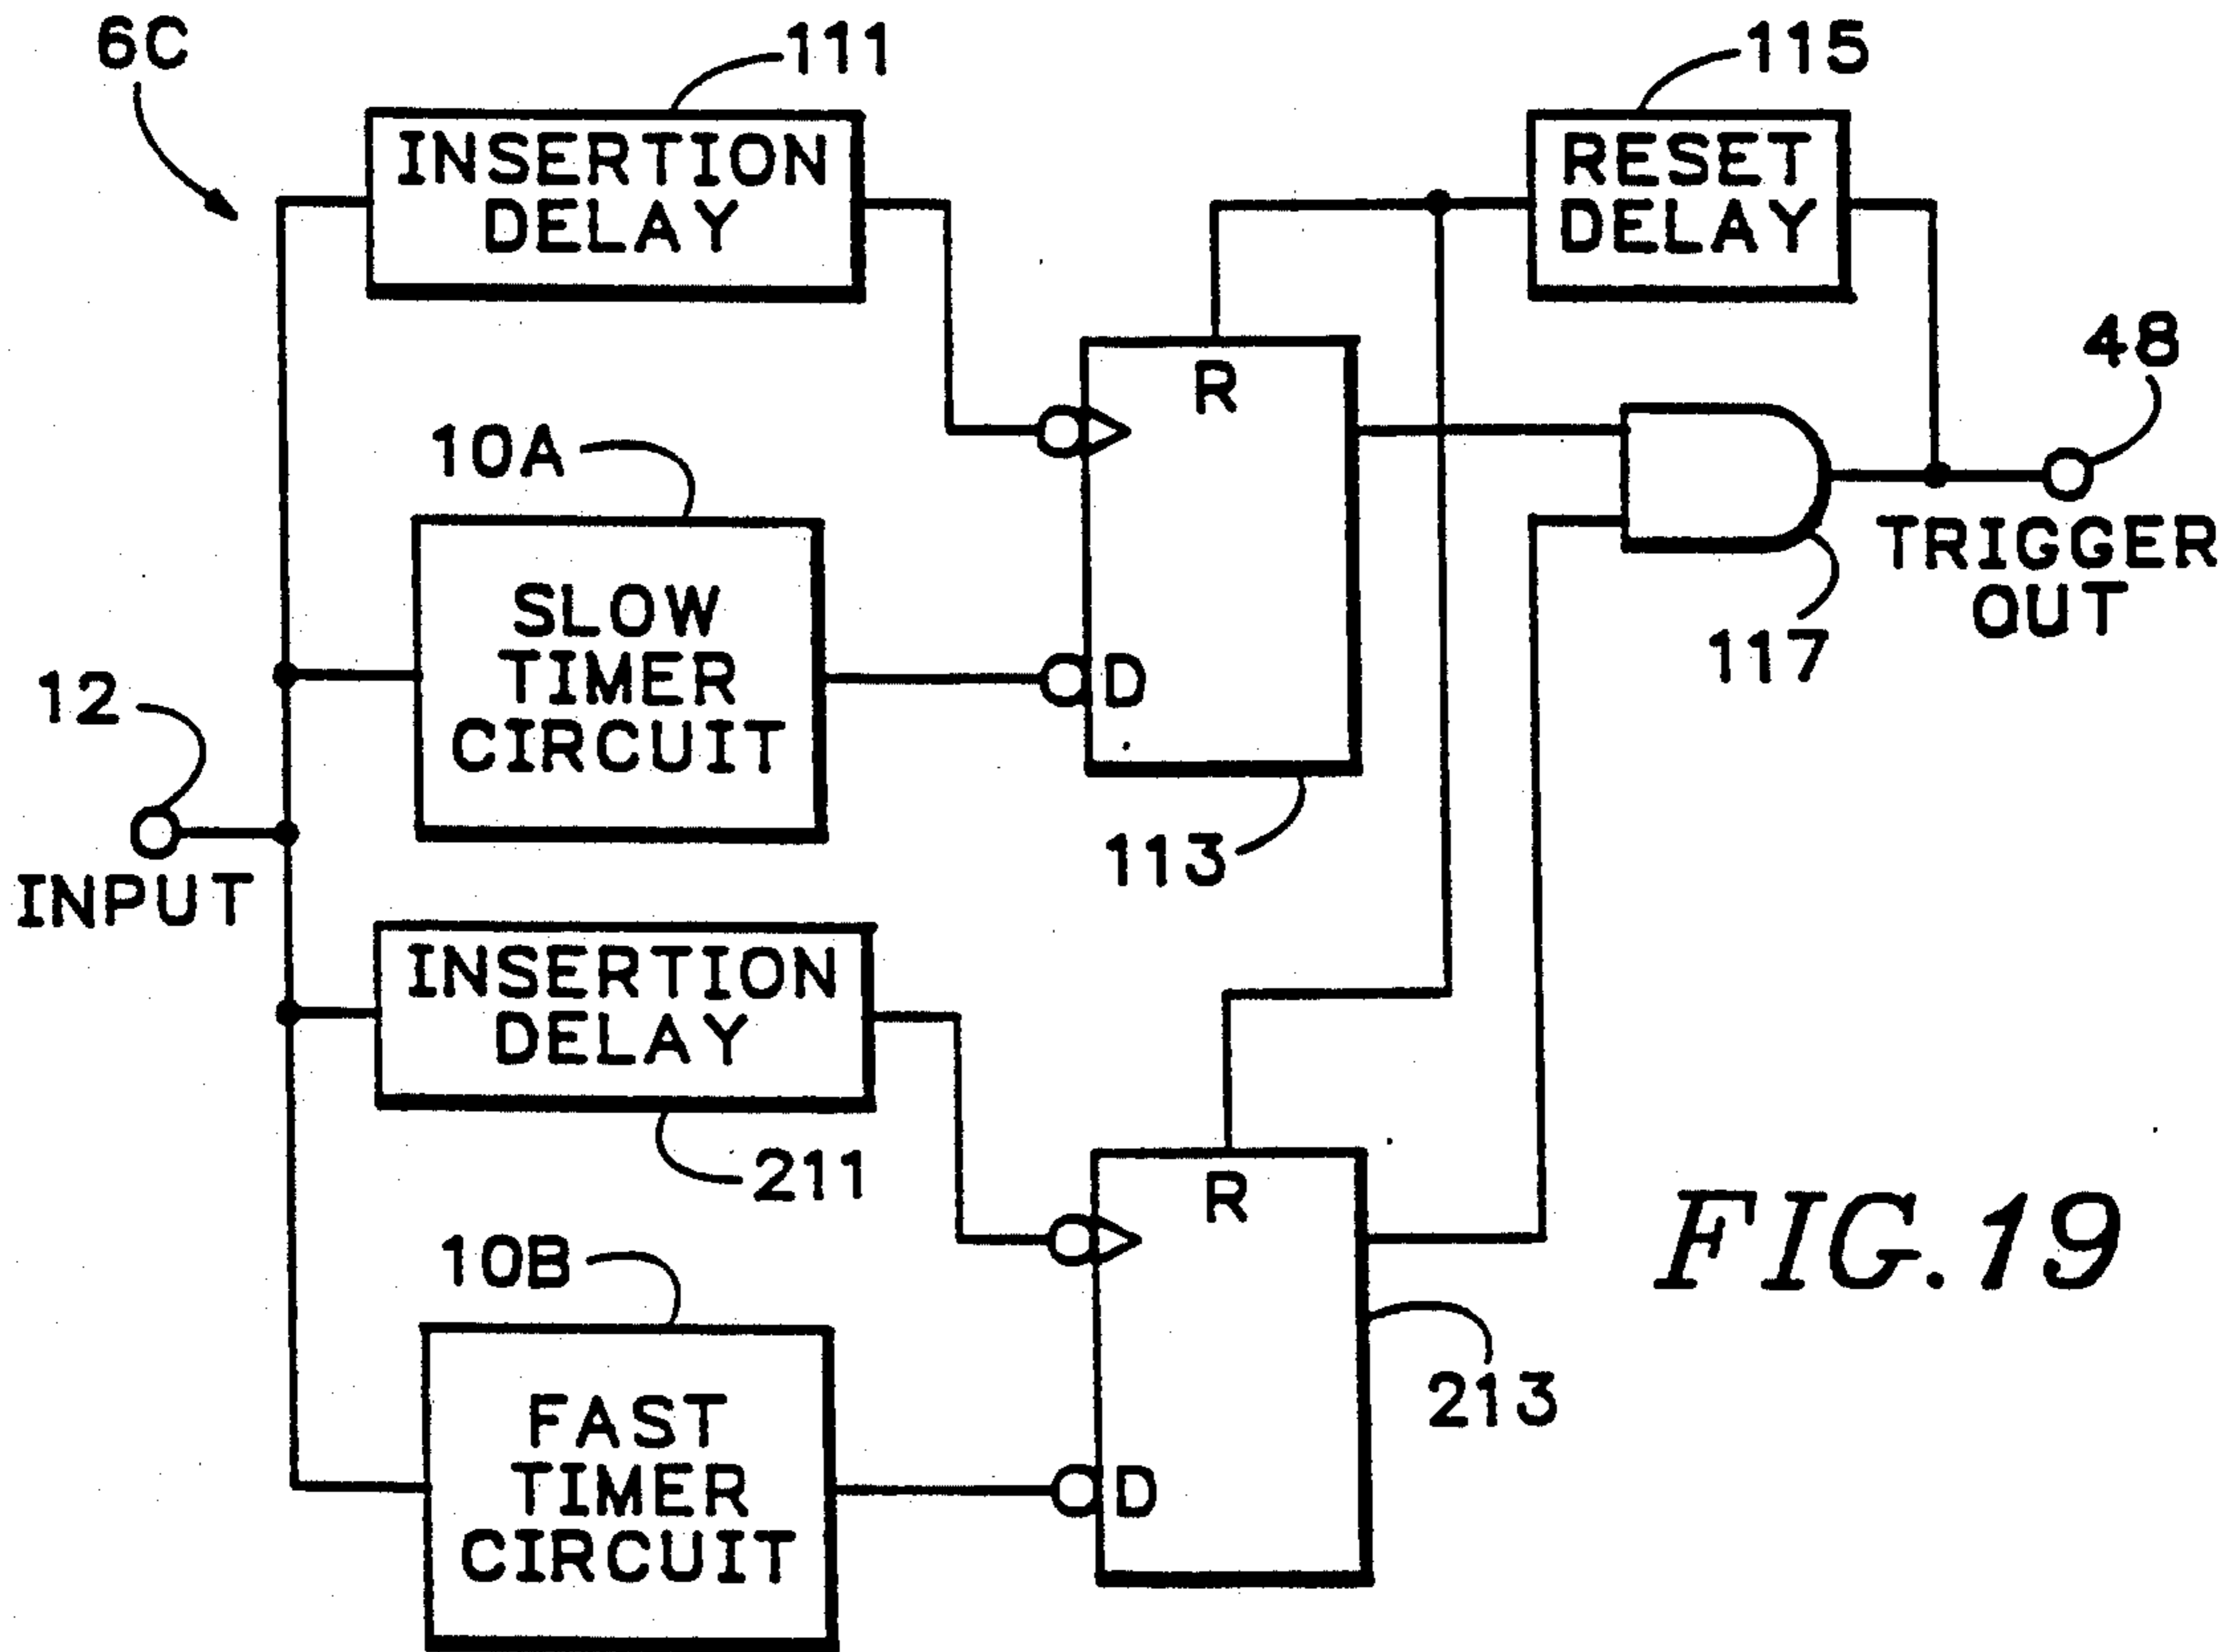 6C
111
115
INSERTION
DELAY
RESET
DELAY
48
R
10A
SLOW
TIMER
CIRCUIT
D
TRIGGER
OUT
117
12
INPUT
113
INSERTION
DELAY
211
R
10B
FAST
TIMER
CIRCUIT
D
213
FIG.19